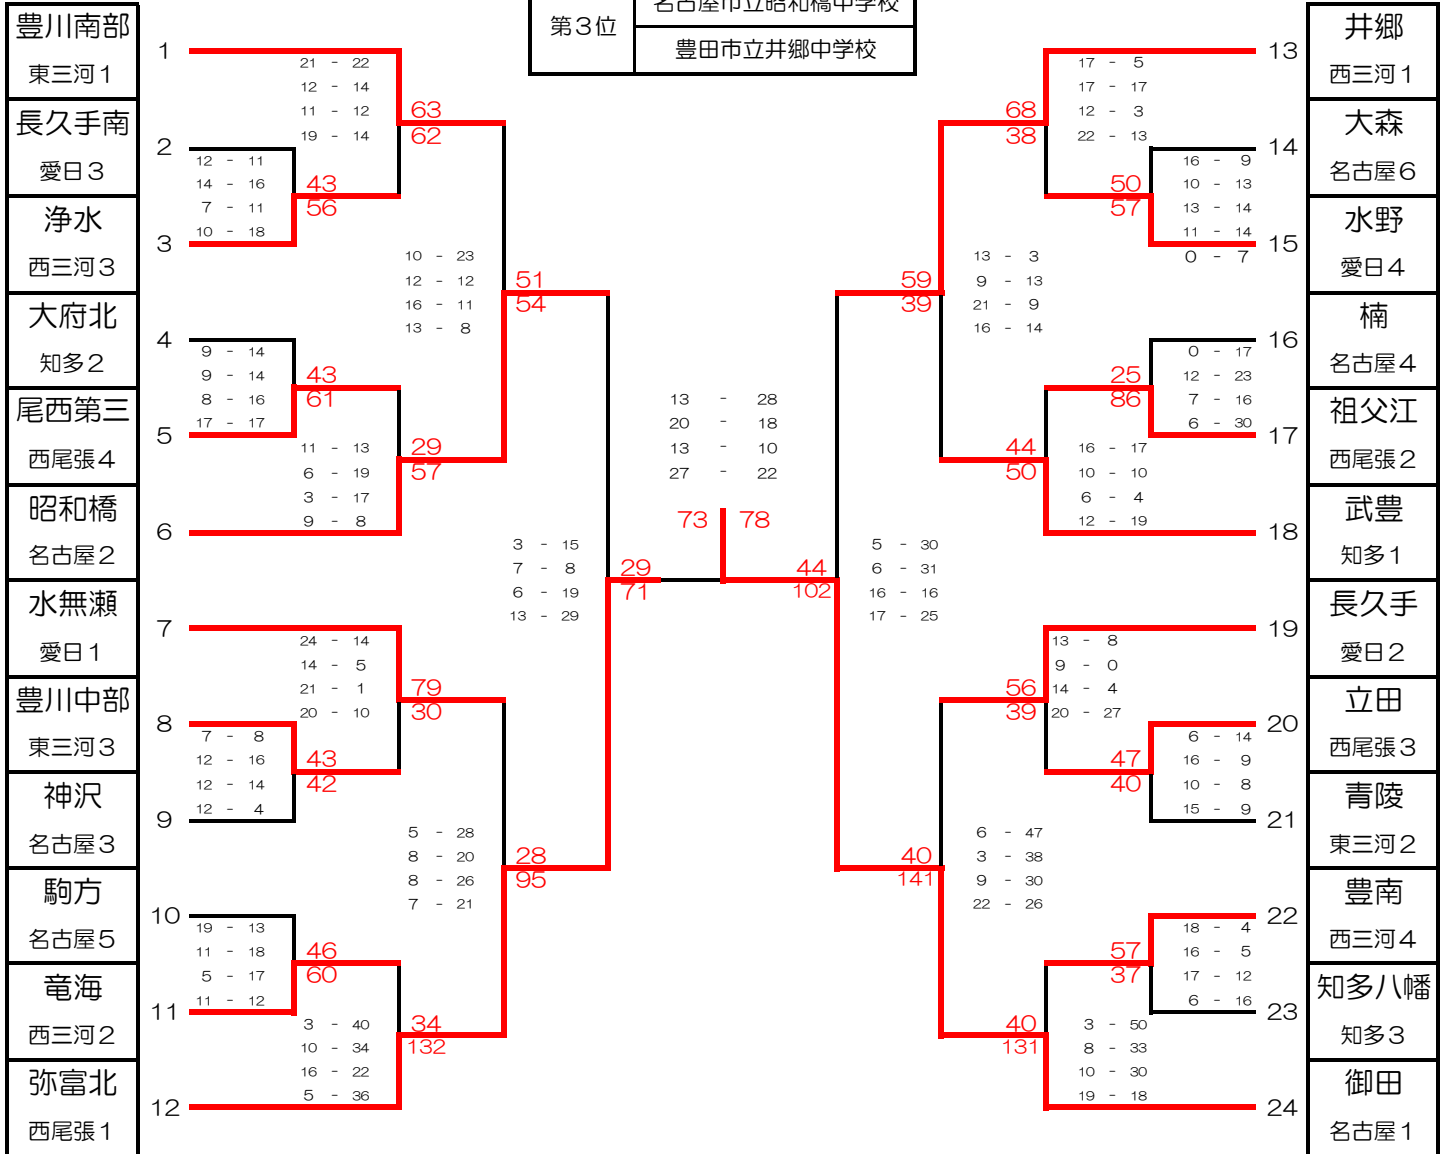 名古屋市立昭和橋中学校
第3位
豊田市立井郷中学校
豊川南部
東三河1
長久手南
愛日3
浄水
西三河3
大府北
知多2
尾西第三
西尾張4
昭和橋
名古屋2
水無瀬
愛日1
豊川中部
東三河3
神沢
名古屋3
駒方
名古屋5
竜海
西三河2
弥富北
西尾張1
1
2
3
4
5
6
7
8
9
10
11
12
12 - 11
14 - 16
7 - 11
10 - 18
9 - 14
9 - 14
8 - 16
17 - 17
7 - 8
12 - 16
12 - 14
12 - 4
19 - 13
11 - 18
5 - 17
11 - 12
43
56
43
61
43
42
46
60
21 - 22
12 - 14
11 - 12
19 - 14
11 - 13
6 - 19
3 - 17
9 - 8
24 - 14
14 - 5
21 - 1
20 - 10
3 - 40
10 - 34
16 - 22
5 - 36
63
62
29
57
79
30
34
132
10 - 23
12 - 12
16 - 11
13 - 8
5 - 28
8 - 20
8 - 26
7 - 21
51
54
28
95
3 - 15
7 - 8
6 - 19
13 - 29
29
71
13 - 28
20 - 18
13 - 10
27 - 22
73 78
44
102
5 - 30
6 - 31
16 - 16
17 - 25
59
39
40
141
13 - 3
9 - 13
21 - 9
16 - 14
6 - 47
3 - 38
9 - 30
22 - 26
68
38
44
50
56
39
40
131
17 - 5
17 - 17
12 - 3
22 - 13
16 - 17
10 - 10
6 - 4
12 - 19
13 - 8
9 - 0
14 - 4
20 - 27
3 - 50
8 - 33
10 - 30
19 - 18
50
57
25
86
47
40
57
37
16 - 9
10 - 13
13 - 14
11 - 14
0 - 7
0 - 17
12 - 23
7 - 16
6 - 30
6 - 14
16 - 9
10 - 8
15 - 9
18 - 4
16 - 5
17 - 12
6 - 16
13
14
15
16
17
18
19
20
21
22
23
24
井郷
西三河1
大森
名古屋6
水野
愛日4
楠
名古屋4
祖父江
西尾張2
武豊
知多1
長久手
愛日2
立田
西尾張3
青陵
東三河2
豊南
西三河4
知多八幡
知多3
御田
名古屋1